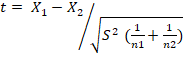 t = X₁ − X₂ / √S² (1/n1 + 1/n2)